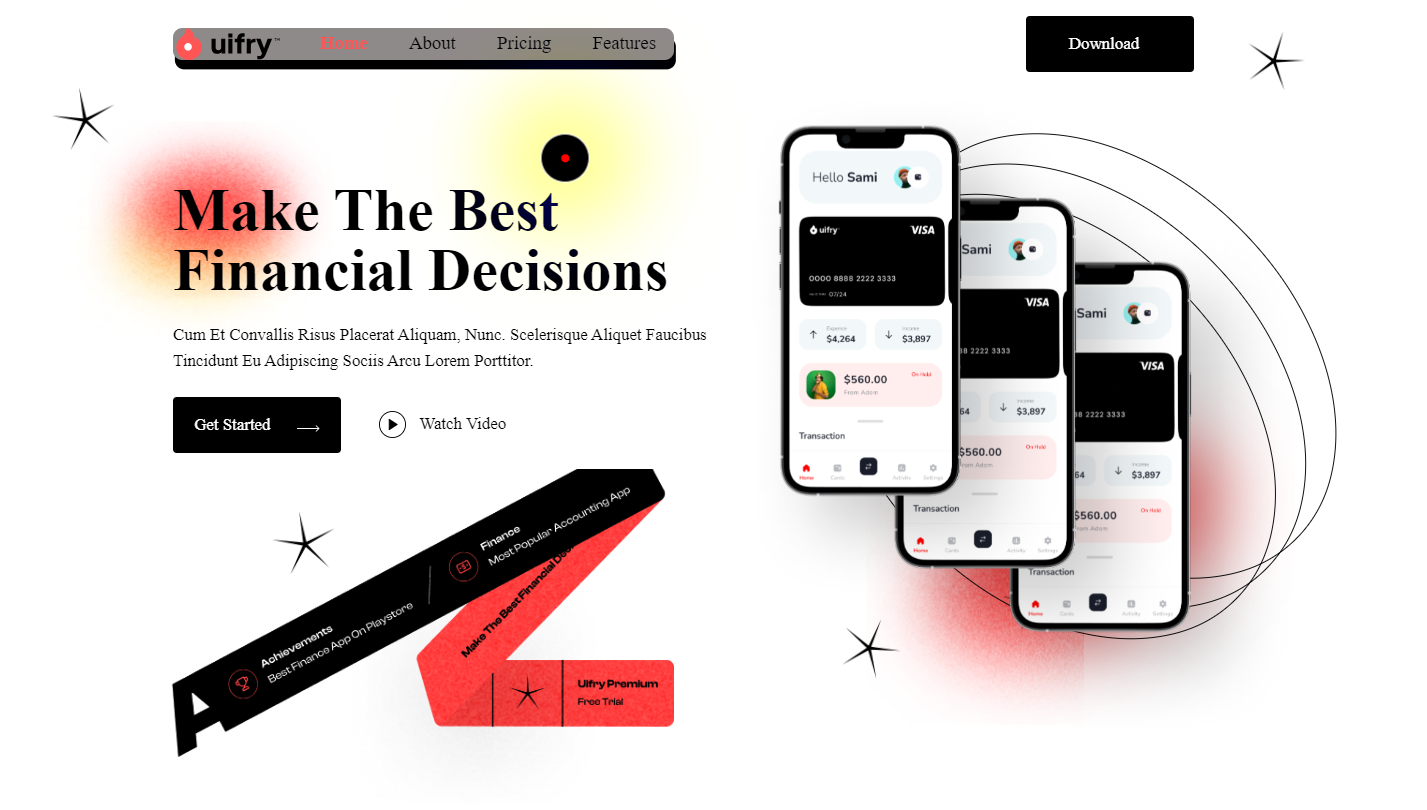 uifry™
Home
About
Pricing
Features
Download
Make The Best
Financial Decisions
Cum Et Convallis Risus Placerat Aliquam, Nunc. Scelerisque Aliquet Faucibus
Tincidunt Eu Adipiscing Sociis Arcu Lorem Porttitor.
Get Started
Watch Video
Achievements
Best Finance App On Playstore
Finance
Most Popular Accounting App
Make The Best Financial
Uifry Premium
Free Trial
A
Hello Sami
uifry
VISA
0000 8888 2222 3333
07/24
Expense
$4,264
Income
$3,897
$560.00
From Adom
On Hold
Transaction
Home
Cards
Activity
Settings
Sami
VISA
88 2222 3333
64
Income
$3,897
$560.00
From Adom
On Hold
Transaction
Home
Cards
Activity
Settings
Sami
VISA
88 2222 3333
64
Income
$3,897
$560.00
From Adom
On Hold
Transaction
Home
Cards
Activity
Settings